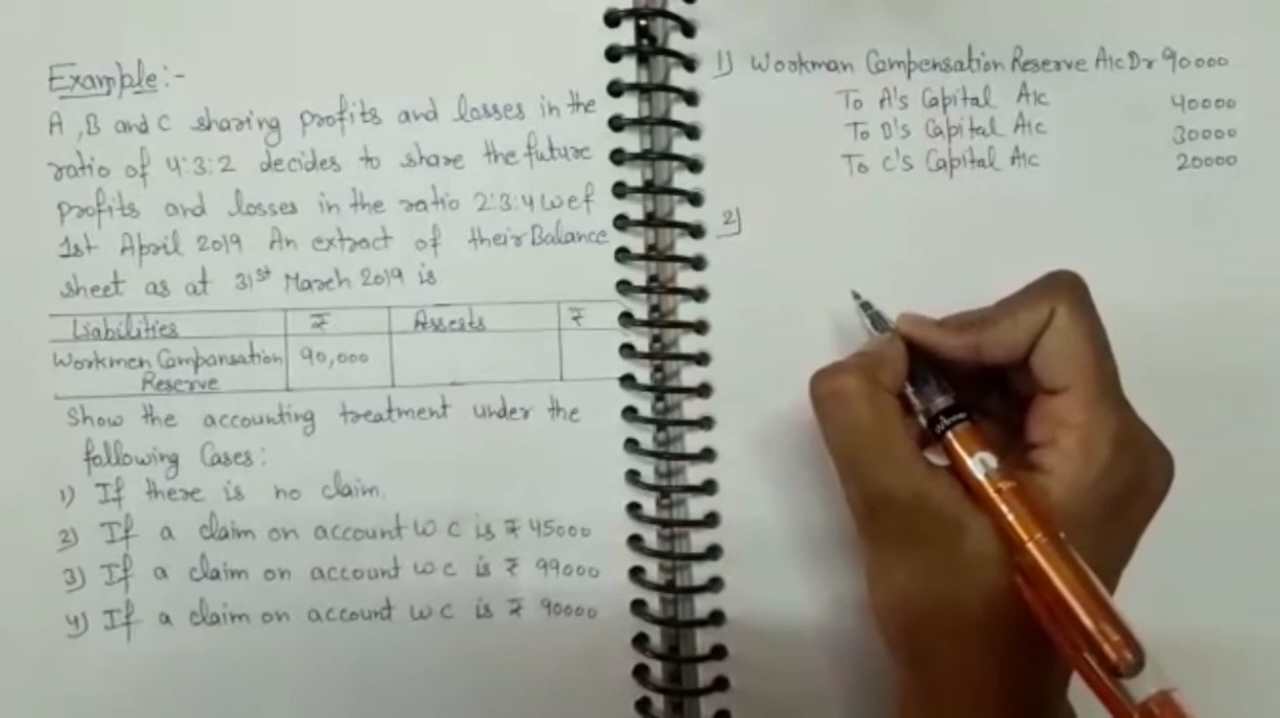 Example:-
A, B and C sharing profits and losses in the
ratio of 4:3:2 decides to share the future
profits and losses in the ratio 2:3:4 wef
1st April 2019 An extract of their Balance
sheet as at 31st March 2019 is
Liabilities ₹ Assests ₹
Workmen Compansation 90,000
Reserve
Show the accounting treatment under the
following Cases:
1) If there is no claim.
2) If a claim on account w c is ₹ 45000
3) If a claim on account w c is ₹ 99000
4) If a claim on account w c is ₹ 90000
1) Workman Compensation Reserve A/c Dr 90000
To A's Capital A/c 40000
To B's Capital A/c 30000
To C's Capital A/c 20000
2)